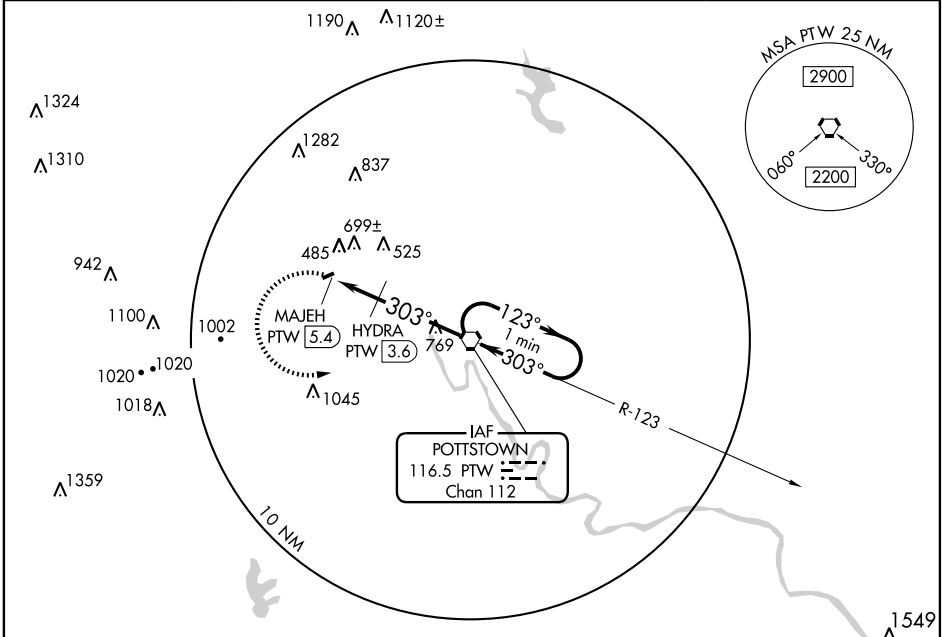 1190
1120±
MSA PTW 25 NM
2900
060°
330°
2200
1324
1310
1282
837
699±
485
525
942
1100
1002
1020
1020
1018
1359
MAJEH
PTW 5.4
HYDRA
PTW 3.6
303°
769
123°
1 min
303°
1045
R-123
IAF
POTTSTOWN
116.5 PTW
Chan 112
10 NM
1549